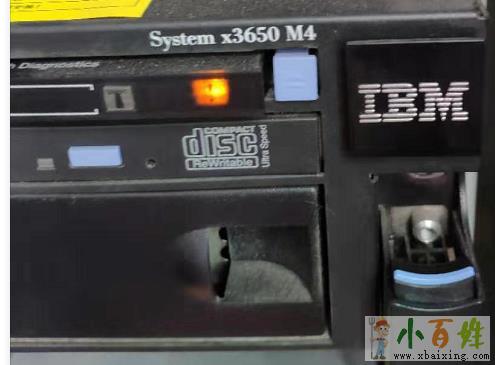 System x3650 M4
Diagnostics
IBM
COMPACT
disc
ReWritable
Ultra Speed
小百姓
www.xbaixing.com